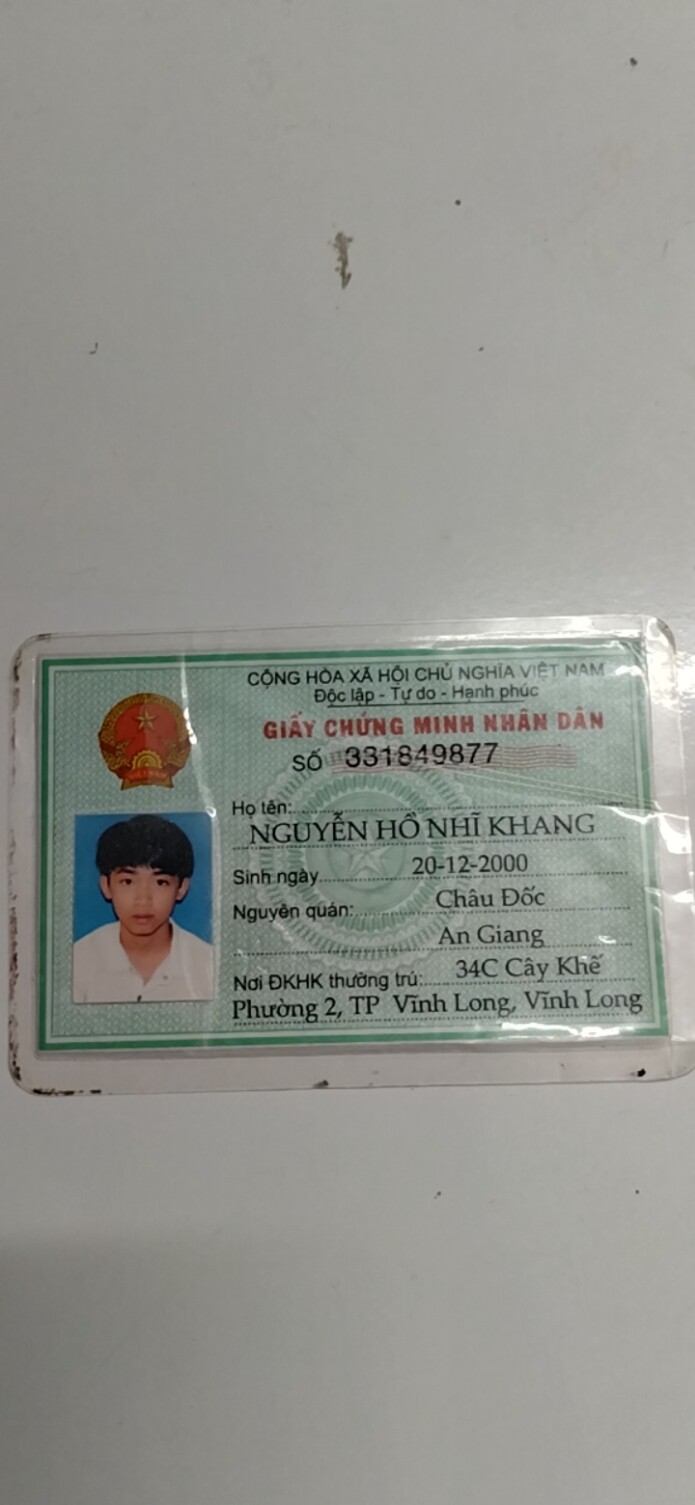 CỘNG HÒA XÃ HỘI CHỦ NGHĨA VIỆT NAM
Độc lập - Tự do - Hạnh phúc
GIẤY CHỨNG MINH NHÂN DÂN
SỐ 331849877
Họ tên:
NGUYỄN HỒ NHĨ KHANG
Sinh ngày 20-12-2000
Nguyên quán: Châu Đốc
An Giang
Nơi ĐKHK thường trú: 34C Cây Khế
Phường 2, TP Vĩnh Long, Vĩnh Long